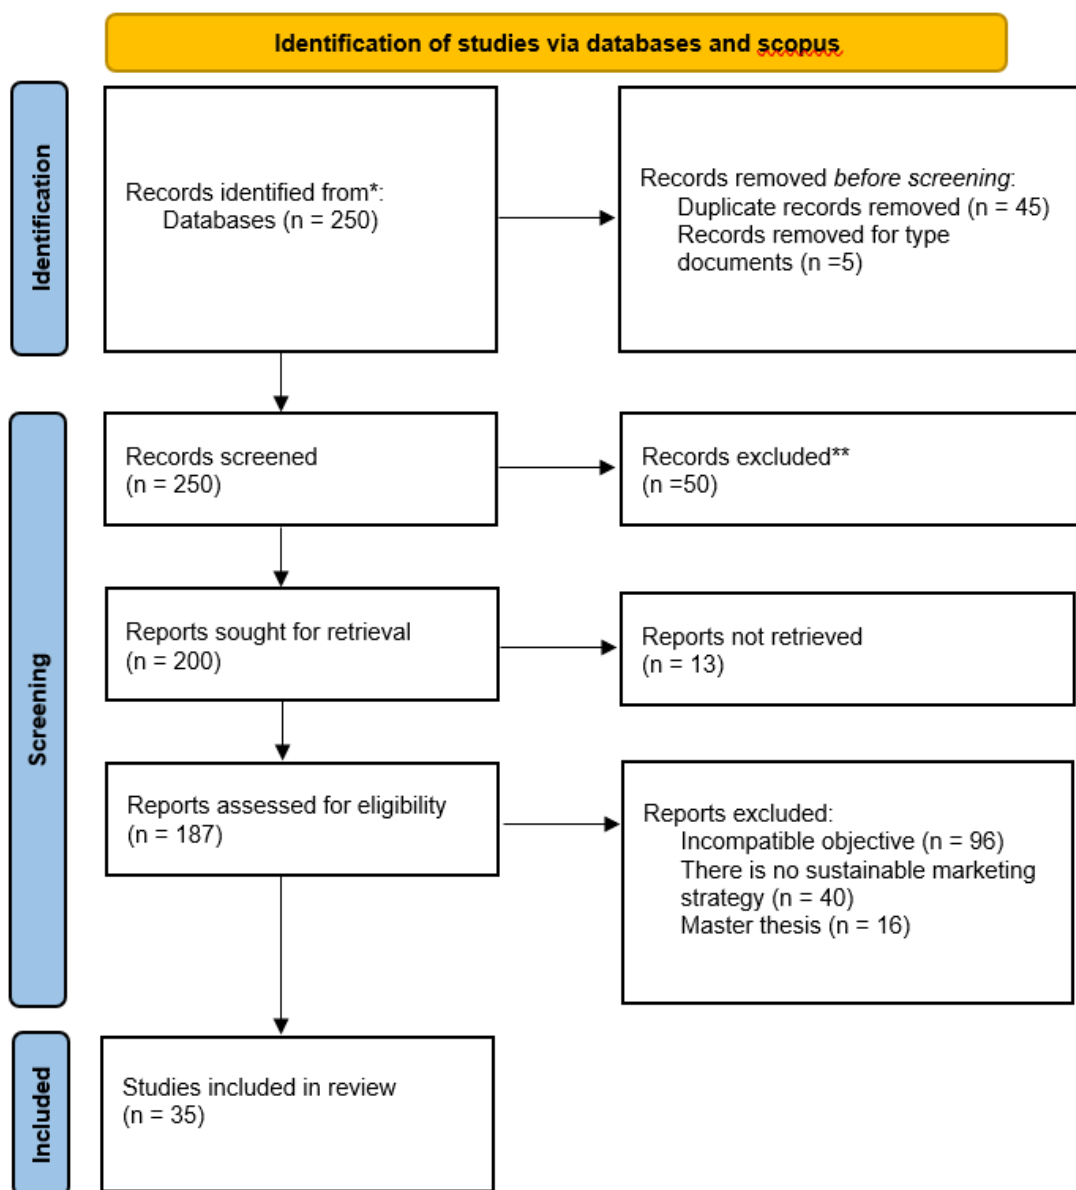 Identification of studies via databases and scopus
Identification
Records identified from*:
Databases (n = 250)
Records removed before screening:
Duplicate records removed (n = 45)
Records removed for type
documents (n =5)
Screening
Records screened
(n = 250)
Records excluded**
(n =50)
Reports sought for retrieval
(n = 200)
Reports not retrieved
(n = 13)
Reports assessed for eligibility
(n = 187)
Reports excluded:
Incompatible objective (n = 96)
There is no sustainable marketing
strategy (n = 40)
Master thesis (n = 16)
Included
Studies included in review
(n = 35)